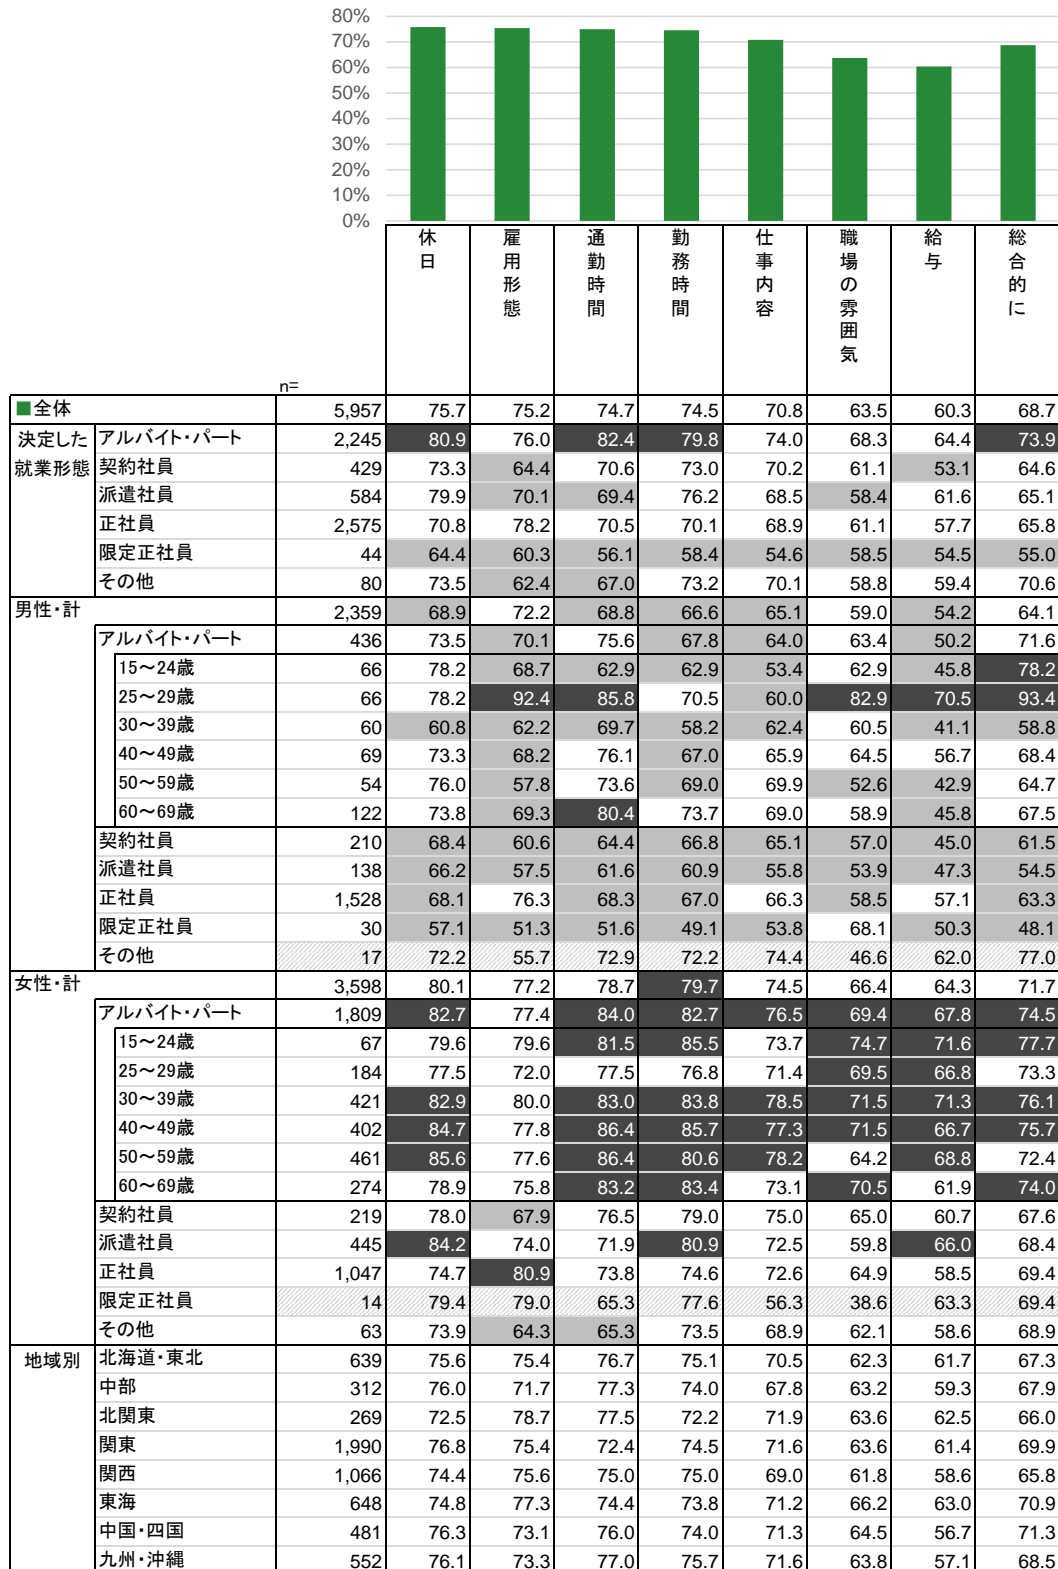 80%
70%
60%
50%
40%
30%
20%
10%
0%
休日 雇用形態 通勤時間 勤務時間 仕事内容 職場の雰囲気 給与 総合的に
n=
■全体 5,957 75.7 75.2 74.7 74.5 70.8 63.5 60.3 68.7
決定した就業形態 アルバイト・パート 2,245 80.9 76.0 82.4 79.8 74.0 68.3 64.4 73.9
契約社員 429 73.3 64.4 70.6 73.0 70.2 61.1 53.1 64.6
派遣社員 584 79.9 70.1 69.4 76.2 68.5 58.4 61.6 65.1
正社員 2,575 70.8 78.2 70.5 70.1 68.9 61.1 57.7 65.8
限定正社員 44 64.4 60.3 56.1 58.4 54.6 58.5 54.5 55.0
その他 80 73.5 62.4 67.0 73.2 70.1 58.8 59.4 70.6
男性・計 2,359 68.9 72.2 68.8 66.6 65.1 59.0 54.2 64.1
アルバイト・パート 436 73.5 70.1 75.6 67.8 64.0 63.4 50.2 71.6
15～24歳 66 78.2 68.7 62.9 62.9 53.4 62.9 45.8 78.2
25～29歳 66 78.2 92.4 85.8 70.5 60.0 82.9 70.5 93.4
30～39歳 60 60.8 62.2 69.7 58.2 62.4 60.5 41.1 58.8
40～49歳 69 73.3 68.2 76.1 67.0 65.9 64.5 56.7 68.4
50～59歳 54 76.0 57.8 73.6 69.0 69.9 52.6 42.9 64.7
60～69歳 122 73.8 69.3 80.4 73.7 69.0 58.9 45.8 67.5
契約社員 210 68.4 60.6 64.4 66.8 65.1 57.0 45.0 61.5
派遣社員 138 66.2 57.5 61.6 60.9 55.8 53.9 47.3 54.5
正社員 1,528 68.1 76.3 68.3 67.0 66.3 58.5 57.1 63.3
限定正社員 30 57.1 51.3 51.6 49.1 53.8 68.1 50.3 48.1
その他 17 72.2 55.7 72.9 72.2 74.4 46.6 62.0 77.0
女性・計 3,598 80.1 77.2 78.7 79.7 74.5 66.4 64.3 71.7
アルバイト・パート 1,809 82.7 77.4 84.0 82.7 76.5 69.4 67.8 74.5
15～24歳 67 79.6 79.6 81.5 85.5 73.7 74.7 71.6 77.7
25～29歳 184 77.5 72.0 77.5 76.8 71.4 69.5 66.8 73.3
30～39歳 421 82.9 80.0 83.0 83.8 78.5 71.5 71.3 76.1
40～49歳 402 84.7 77.8 86.4 85.7 77.3 71.5 66.7 75.7
50～59歳 461 85.6 77.6 86.4 80.6 78.2 64.2 68.8 72.4
60～69歳 274 78.9 75.8 83.2 83.4 73.1 70.5 61.9 74.0
契約社員 219 78.0 67.9 76.5 79.0 75.0 65.0 60.7 67.6
派遣社員 445 84.2 74.0 71.9 80.9 72.5 59.8 66.0 68.4
正社員 1,047 74.7 80.9 73.8 74.6 72.6 64.9 58.5 69.4
限定正社員 14 79.4 79.0 65.3 77.6 56.3 38.6 63.3 69.4
その他 63 73.9 64.3 65.3 73.5 68.9 62.1 58.6 68.9
地域別 北海道・東北 639 75.6 75.4 76.7 75.1 70.5 62.3 61.7 67.3
中部 312 76.0 71.7 77.3 74.0 67.8 63.2 59.3 67.9
北関東 269 72.5 78.7 77.5 72.2 71.9 63.6 62.5 66.0
関東 1,990 76.8 75.4 72.4 74.5 71.6 63.6 61.4 69.9
関西 1,066 74.4 75.6 75.0 75.0 69.0 61.8 58.6 65.8
東海 648 74.8 77.3 74.4 73.8 71.2 66.2 63.0 70.9
中国・四国 481 76.3 73.1 76.0 74.0 71.3 64.5 56.7 71.3
九州・沖縄 552 76.1 73.3 77.0 75.7 71.6 63.8 57.1 68.5